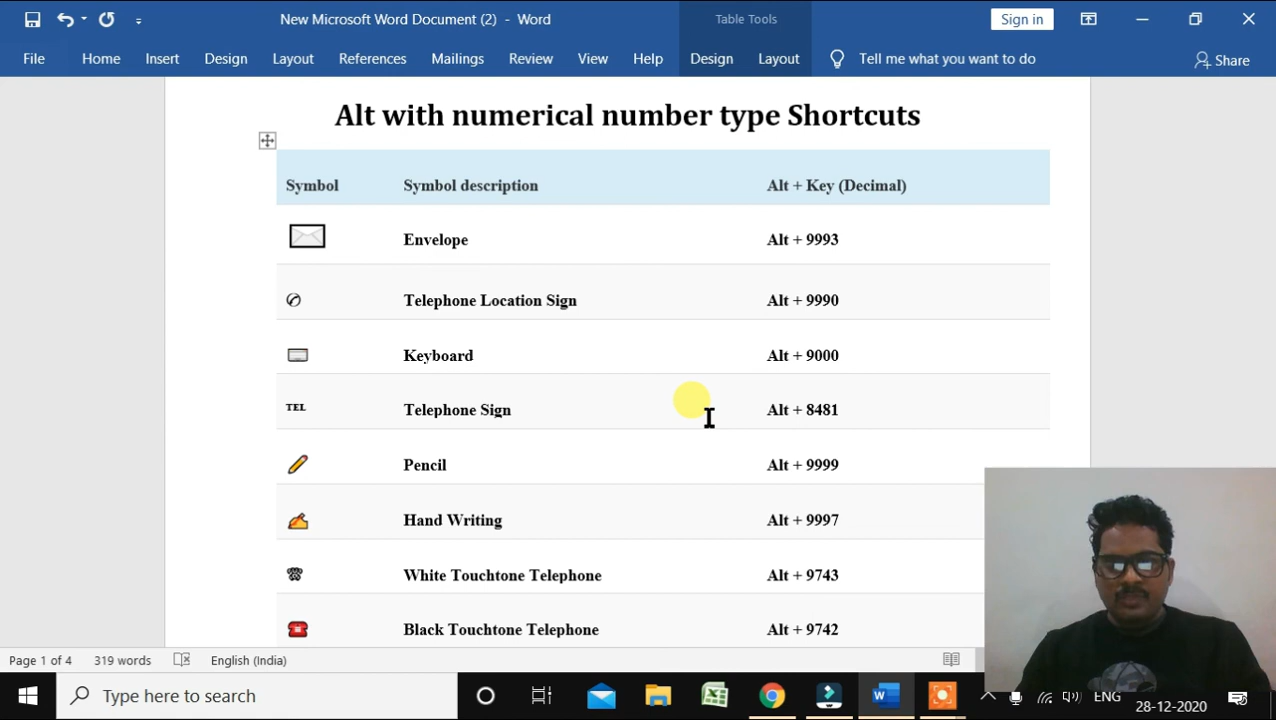 New Microsoft Word Document (2) - Word
Table Tools
Sign in
File Home Insert Design Layout References Mailings Review View Help Design Layout Tell me what you want to do Share
Alt with numerical number type Shortcuts
Symbol Symbol description Alt + Key (Decimal)
Envelope Alt + 9993
Telephone Location Sign Alt + 9990
Keyboard Alt + 9000
TEL Telephone Sign Alt + 8481
Pencil Alt + 9999
Hand Writing Alt + 9997
White Touchtone Telephone Alt + 9743
Black Touchtone Telephone Alt + 9742
Page 1 of 4 319 words English (India)
Type here to search
ENG
28-12-2020